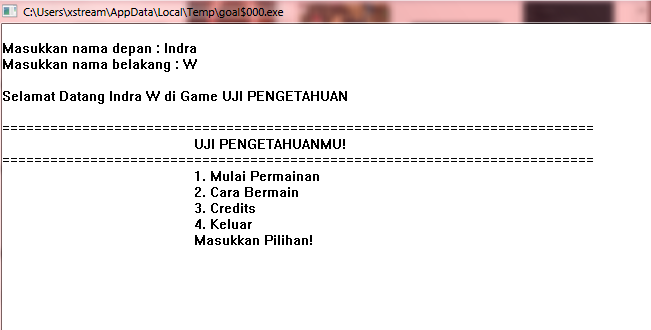 C:\Users\xstream\AppData\Local\Temp\goal$000.exe
Masukkan nama depan : Indra
Masukkan nama belakang : W
Selamat Datang Indra W di Game UJI PENGETAHUAN
==========================================================================
UJI PENGETAHUANMU!
==========================================================================
1. Mulai Permainan
2. Cara Bermain
3. Credits
4. Keluar
Masukkan Pilihan!